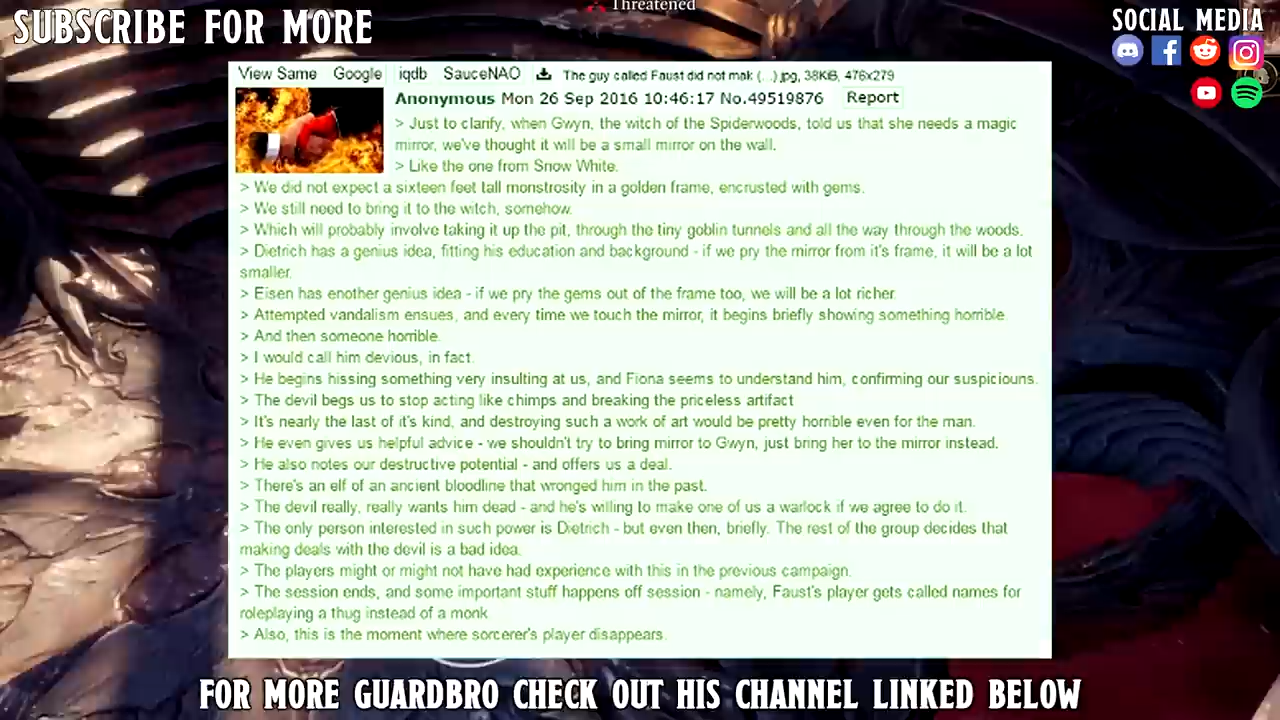 Threatened
SUBSCRIBE FOR MORE
SOCIAL MEDIA
View Same Google iqdb SauceNAO The guy called Faust did not mak (...).jpg, 38KiB, 476x279
Anonymous Mon 26 Sep 2016 10:46:17 No.49519876 Report
> Just to clarify, when Gwyn, the witch of the Spiderwoods, told us that she needs a magic
mirror, we've thought it will be a small mirror on the wall.
> Like the one from Snow White.
> We did not expect a sixteen feet tall monstrosity in a golden frame, encrusted with gems.
> We still need to bring it to the witch, somehow.
> Which will probably involve taking it up the pit, through the tiny goblin tunnels and all the way through the woods.
> Dietrich has a genius idea, fitting his education and background - if we pry the mirror from it's frame, it will be a lot
smaller.
> Eisen has enother genius idea - if we pry the gems out of the frame too, we will be a lot richer.
> Attempted vandalism ensues, and every time we touch the mirror, it begins briefly showing something horrible.
> And then someone horrible.
> I would call him devious, in fact.
> He begins hissing something very insulting at us, and Fiona seems to understand him, confirming our suspiciouns.
> The devil begs us to stop acting like chimps and breaking the priceless artifact
> It's nearly the last of it's kind, and destroying such a work of art would be pretty horrible even for the man.
> He even gives us helpful advice - we shouldn't try to bring mirror to Gwyn, just bring her to the mirror instead.
> He also notes our destructive potential - and offers us a deal.
> There's an elf of an ancient bloodline that wronged him in the past.
> The devil really, really wants him dead - and he's willing to make one of us a warlock if we agree to do it.
> The only person interested in such power is Dietrich - but even then, briefly. The rest of the group decides that
making deals with the devil is a bad idea.
> The players might or might not have had experience with this in the previous campaign.
> The session ends, and some important stuff happens off session - namely, Faust's player gets called names for
roleplaying a thug instead of a monk
> Also, this is the moment where sorcerer's player disappears.
FOR MORE GUARDBRO CHECK OUT HIS CHANNEL LINKED BELOW